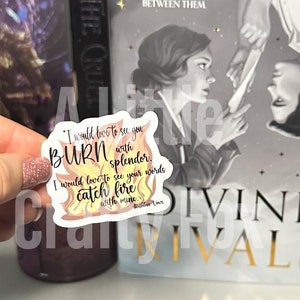 BETWEEN THEM.
"I would love to see you
BURN with
splendor.
I would love to see your words
catch fire
with mine."
DIVINE
RIVAL
A Little
Crafty Fox